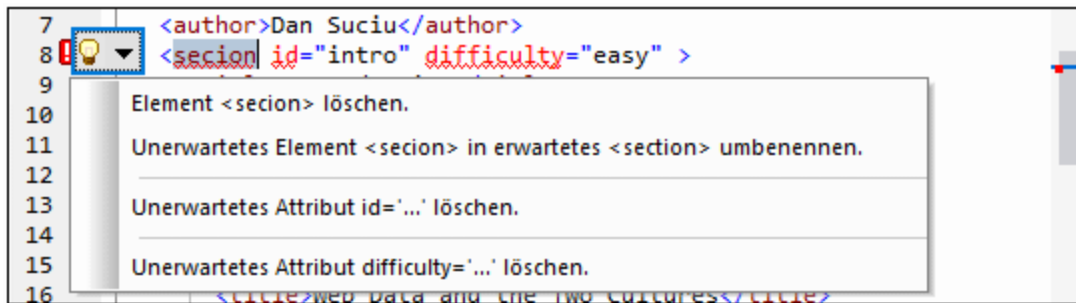 7 <author>Dan Suciu</author>
8 <secion id="intro" difficulty="easy" >
9
Element <secion> löschen.
10
11 Unerwartetes Element <secion> in erwartetes <section> umbenennen.
12
13 Unerwartetes Attribut id='...' löschen.
14
15 Unerwartetes Attribut difficulty='...' löschen.
16 <title>Web Data and the Two Cultures</title>